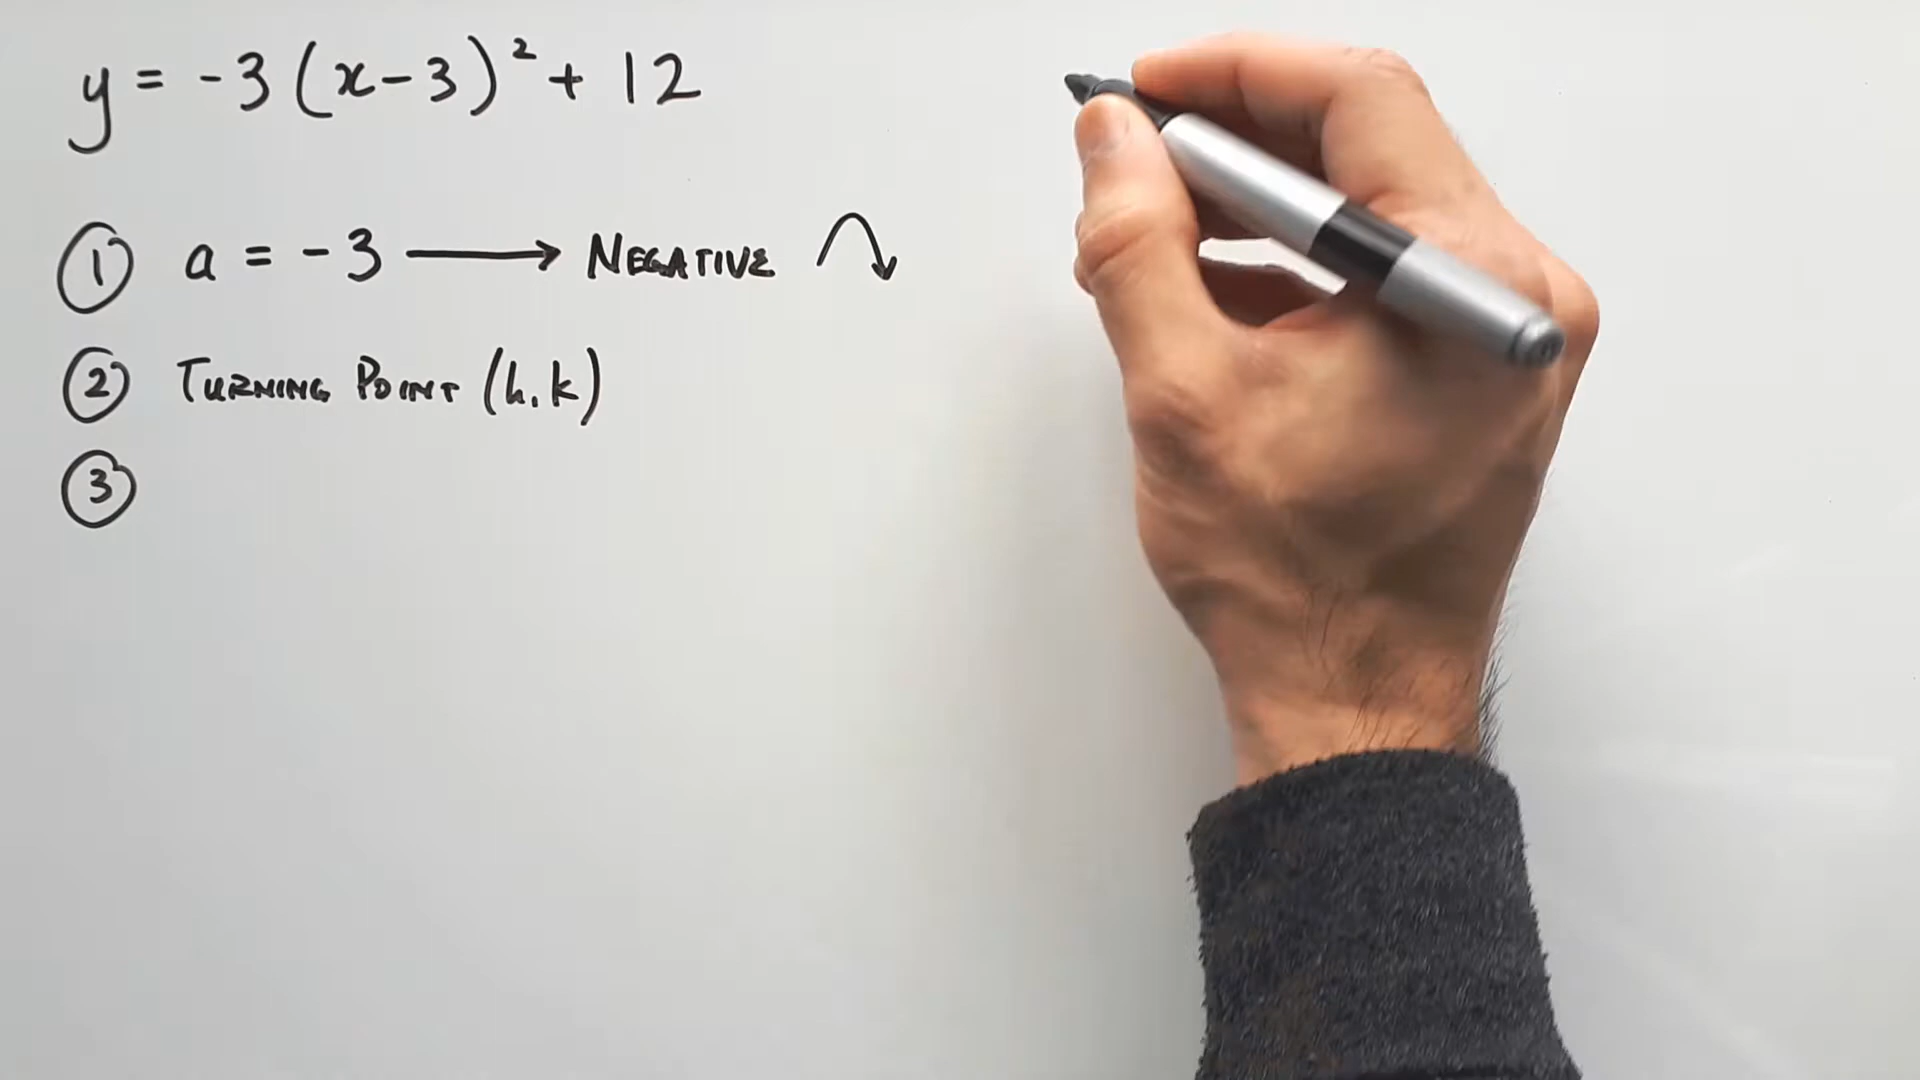 y = -3(x-3)² + 12
① a = -3 ⟶ NEGATIVE
② TURNING POINT (h,k)
③